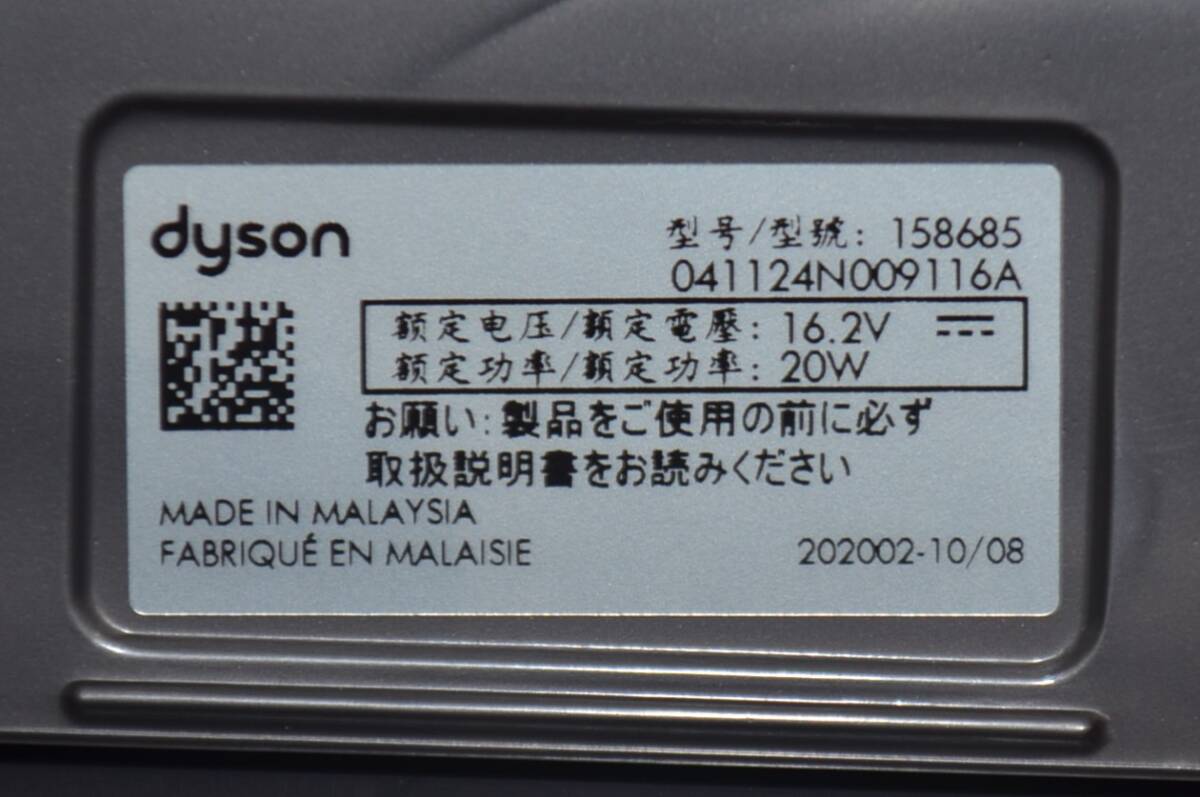 dyson
型号/型號: 158685
041124N009116A
额定电压/額定電壓: 16.2V
额定功率/額定功率: 20W
お願い:製品をご使用の前に必ず
取扱説明書をお読みください
MADE IN MALAYSIA
FABRIQUÉ EN MALAISIE
202002-10/08